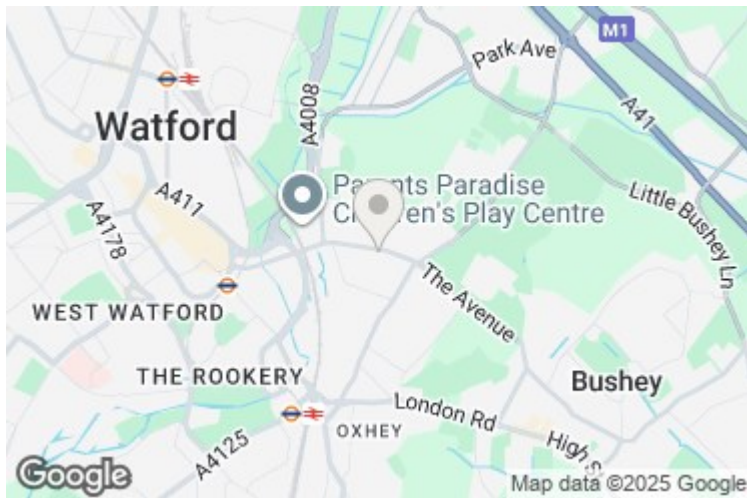 M1
Park Ave
A41
Watford
A4008
Parents Paradise
Children's Play Centre
A411
A4178
Little Bushey Ln
The Avenue
WEST WATFORD
THE ROOKERY
Bushey
London Rd
OXHEY
High S
A4125
Google
Map data ©2025 Google